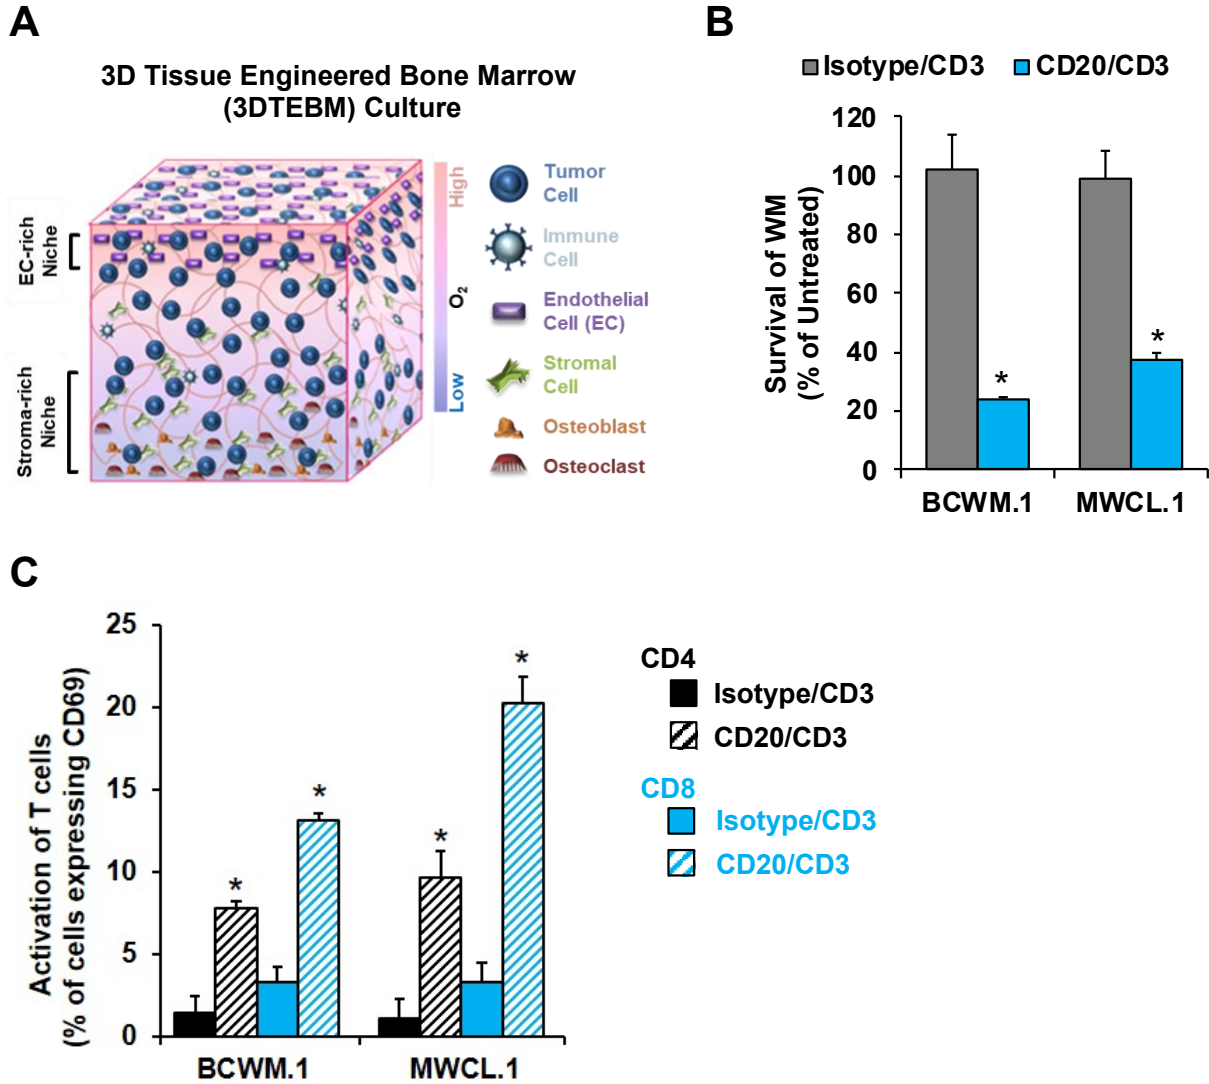 A
3D Tissue Engineered Bone Marrow
(3DTEBM) Culture
EC-rich
Niche
Stroma-rich
Niche
High
O2
Low
Tumor
Cell
Immune
Cell
Endothelial
Cell (EC)
Stromal
Cell
Osteoblast
Osteoclast
B
Isotype/CD3
CD20/CD3
Survival of WM
(% of Untreated)
120
100
80
60
40
20
0
*
*
BCWM.1
MWCL.1
C
Activation of T cells
(% of cells expressing CD69)
25
20
15
10
5
0
*
*
*
*
BCWM.1
MWCL.1
CD4
Isotype/CD3
CD20/CD3
CD8
Isotype/CD3
CD20/CD3